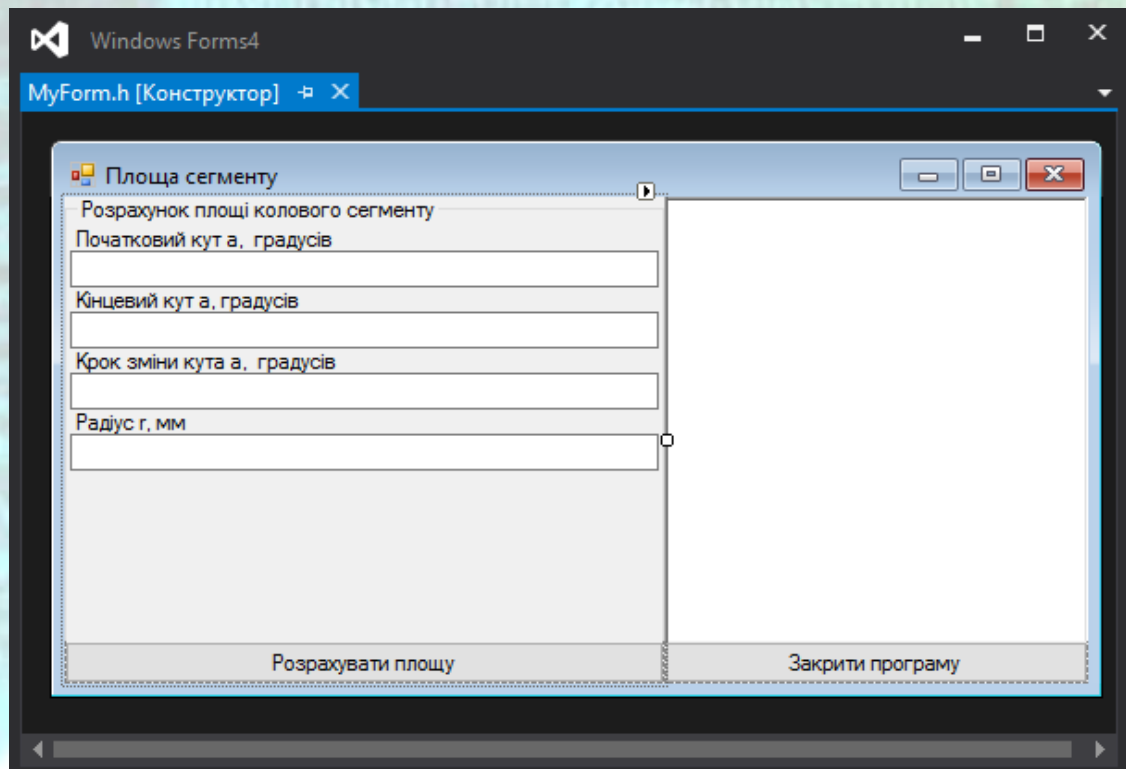 Windows Forms4
MyForm.h [Конструктор]
Площа сегменту
Розрахунок площі колового сегменту
Початковий кут a, градусів
Кінцевий кут a, градусів
Крок зміни кута a, градусів
Радіус r, мм
Розрахувати площу
Закрити програму